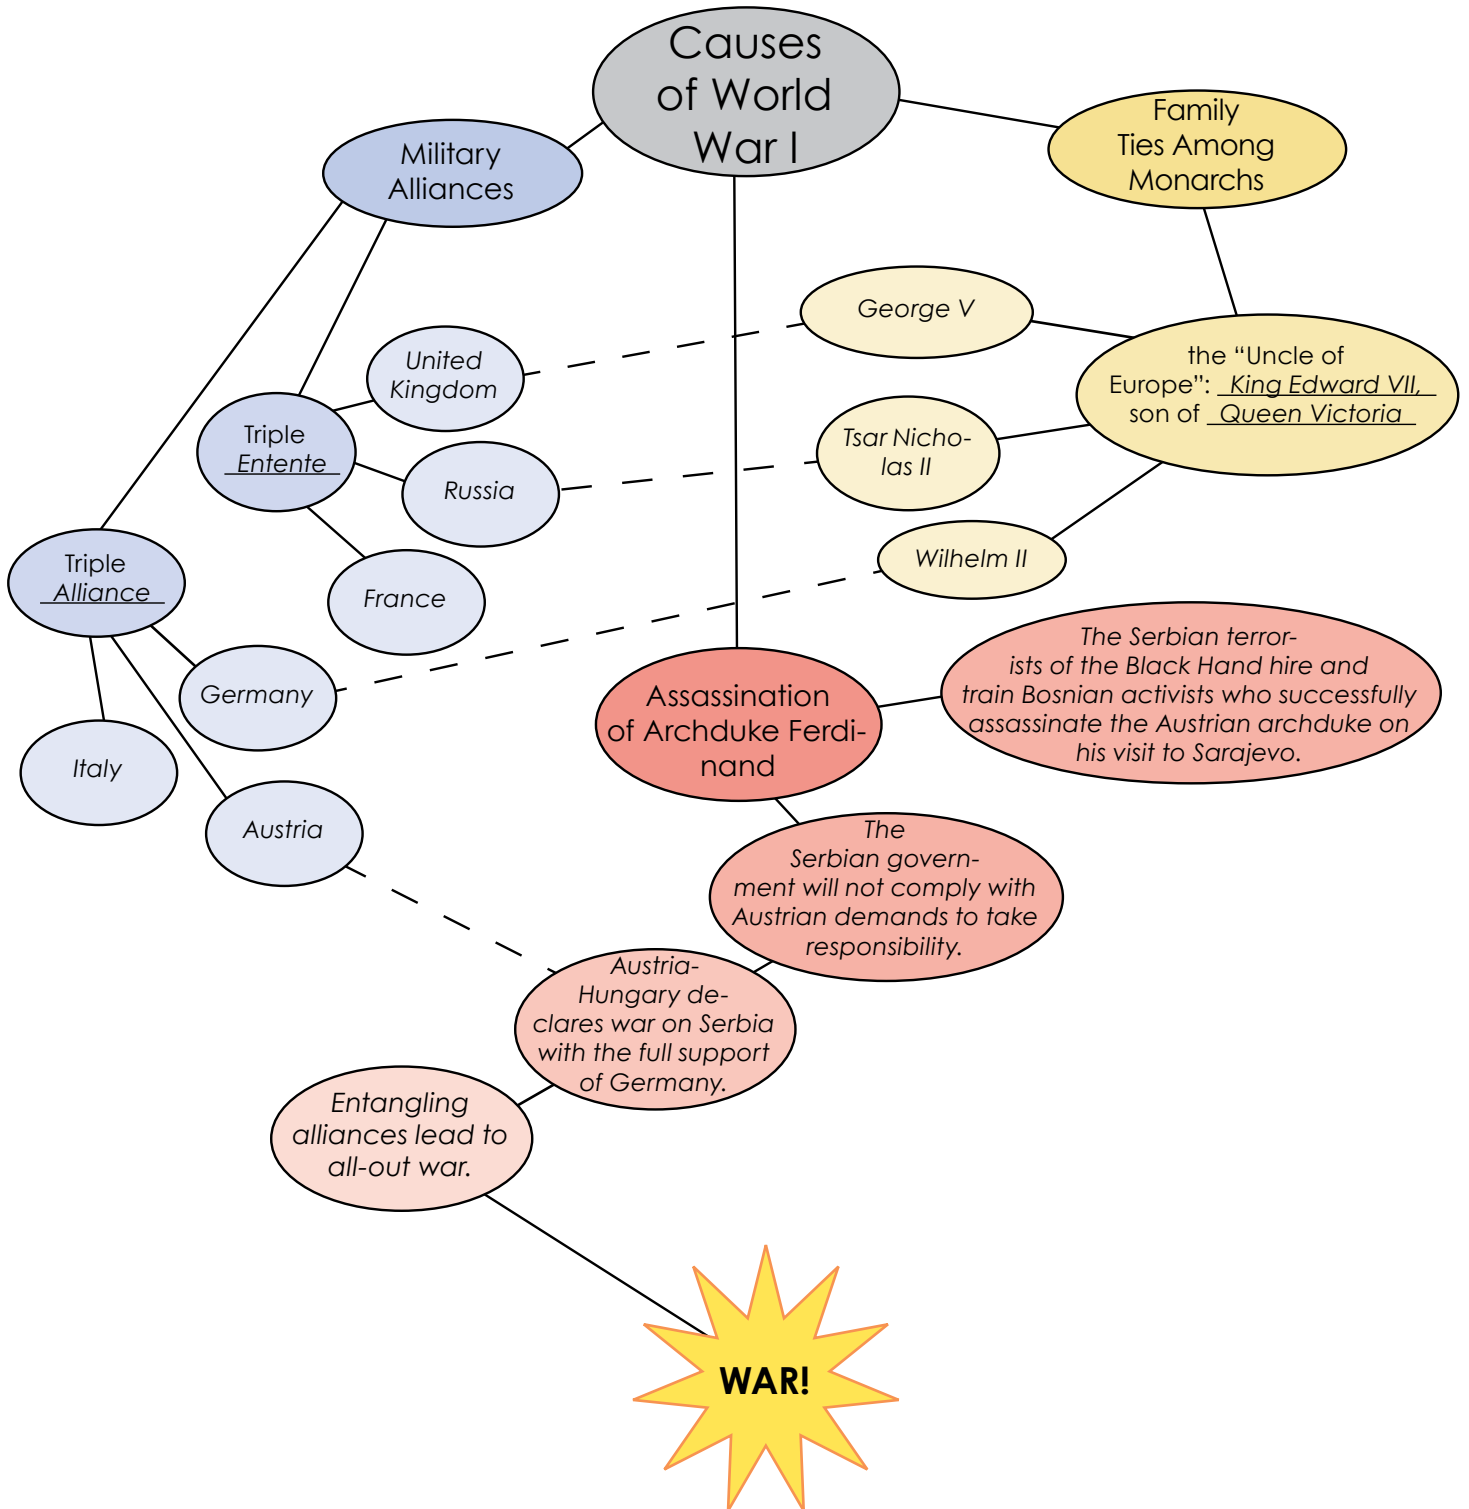 Causes
of World
War I
Military
Alliances
Family
Ties Among
Monarchs
George V
United
Kingdom
the “Uncle of
Europe”: King Edward VII,
son of Queen Victoria
Triple
Entente
Tsar Nicho-
las II
Russia
Triple
Alliance
France
Wilhelm II
Germany
Italy
Austria
Assassination
of Archduke Ferdi-
nand
The Serbian terror-
ists of the Black Hand hire and
train Bosnian activists who successfully
assassinate the Austrian archduke on
his visit to Sarajevo.
The
Serbian govern-
ment will not comply with
Austrian demands to take
responsibility.
Austria-
Hungary de-
clares war on Serbia
with the full support
of Germany.
Entangling
alliances lead to
all-out war.
WAR!